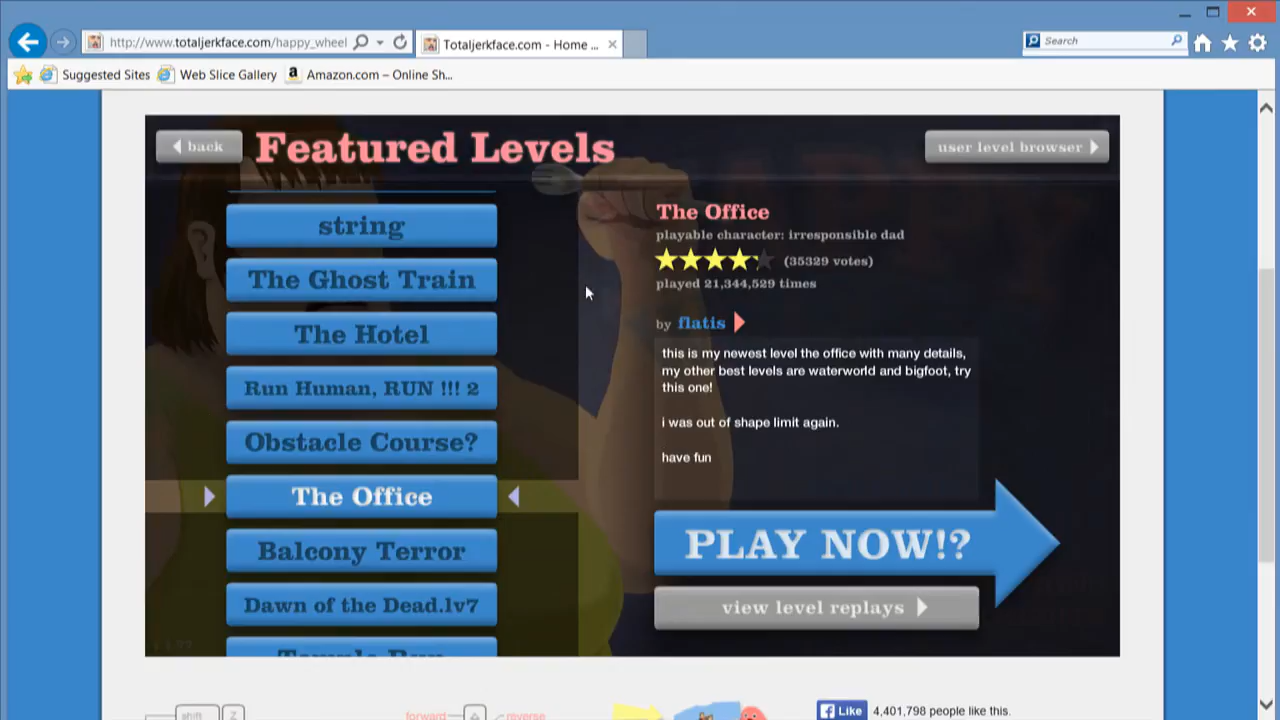 http://www.totaljerkface.com/happy_wheel
Totaljerkface.com - Home ...
Search
Suggested Sites
Web Slice Gallery
Amazon.com – Online Sh...
back
Featured Levels
user level browser
string
The Ghost Train
The Hotel
Run Human, RUN !!! 2
Obstacle Course?
The Office
Balcony Terror
Dawn of the Dead.lv7
Temple Run
The Office
playable character: irresponsible dad
(35329 votes)
played 21,344,529 times
by flatis
this is my newest level the office with many details,
my other best levels are waterworld and bigfoot, try
this one!
i was out of shape limit again.
have fun
PLAY NOW!?
view level replays
shift
Z
forward
reverse
Like
4,401,798 people like this.